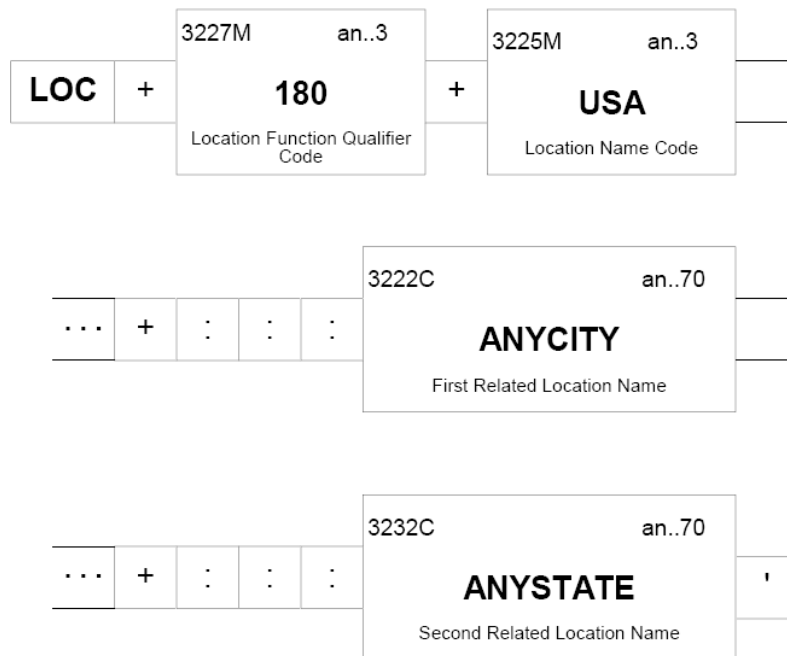 3227M an..3
3225M an..3
LOC + 180 + USA
Location Function Qualifier
Code
Location Name Code
3222C an..70
... + : : : ANYCITY
First Related Location Name
3232C an..70
... + : : : ANYSTATE '
Second Related Location Name